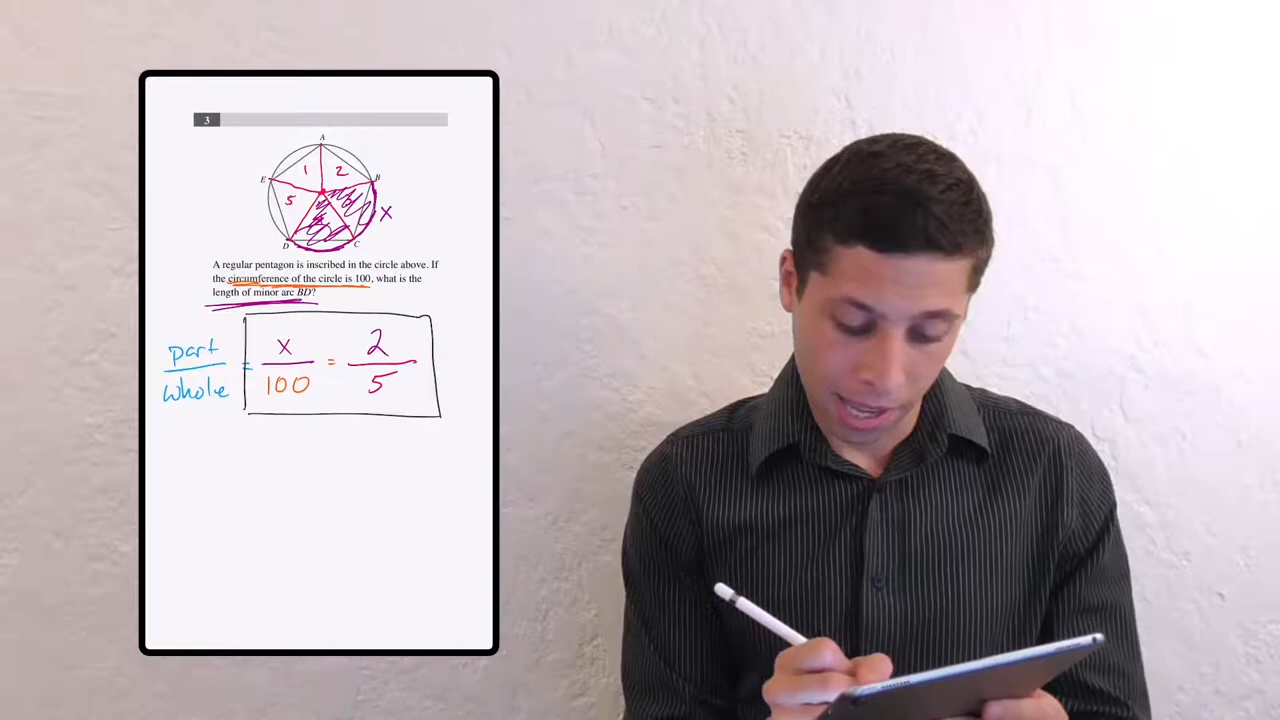 3
A
1 2
E B
5 X
D C
A regular pentagon is inscribed in the circle above. If
the circumference of the circle is 100, what is the
length of minor arc BD?
part x 2
= =
whole 100 5